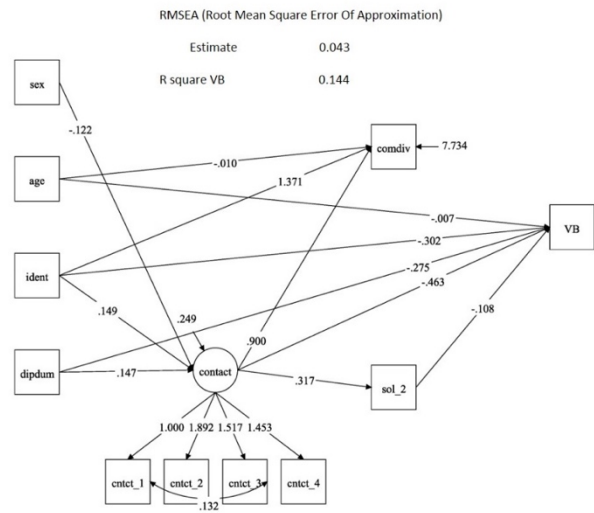 RMSEA (Root Mean Square Error Of Approximation)
Estimate 0.043
R square VB 0.144
sex
-.122
comdiv
7.734
-.010
age
1.371
-.007
VB
-.302
ident
-.275
-.463
.149
.249
-.108
.900
dipdum
.147
contact
.317
sol_2
1.000 1.892 1.517 1.453
cntct_1 cntct_2 cntct_3 cntct_4
.132